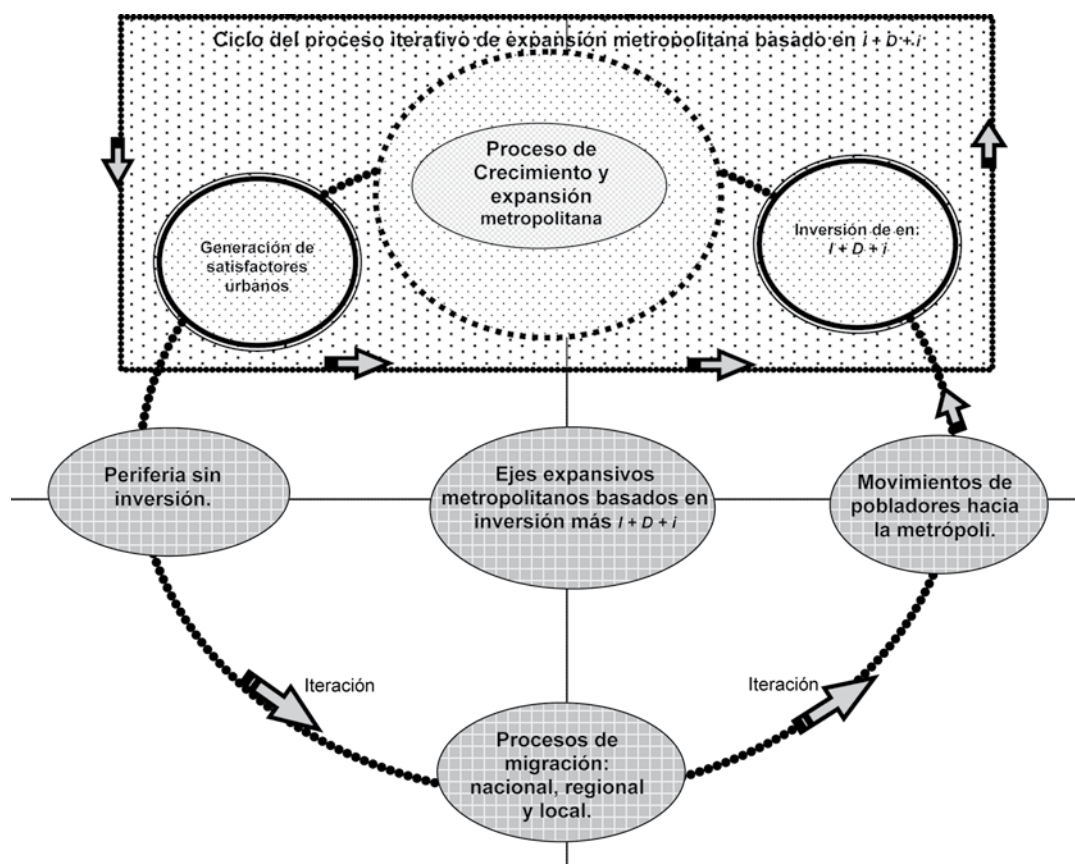 Ciclo del proceso iterativo de expansión metropolitana basado en I + D + i
Proceso de
Crecimiento y
expansión
metropolitana
Generación de
satisfactores
urbanos
Inversión de en:
I + D + i
Periferia sin
inversión.
Ejes expansivos
metropolitanos basados en
inversión más I + D + i
Movimientos de
pobladores hacia
la metrópoli.
Iteración
Iteración
Procesos de
migración:
nacional, regional
y local.